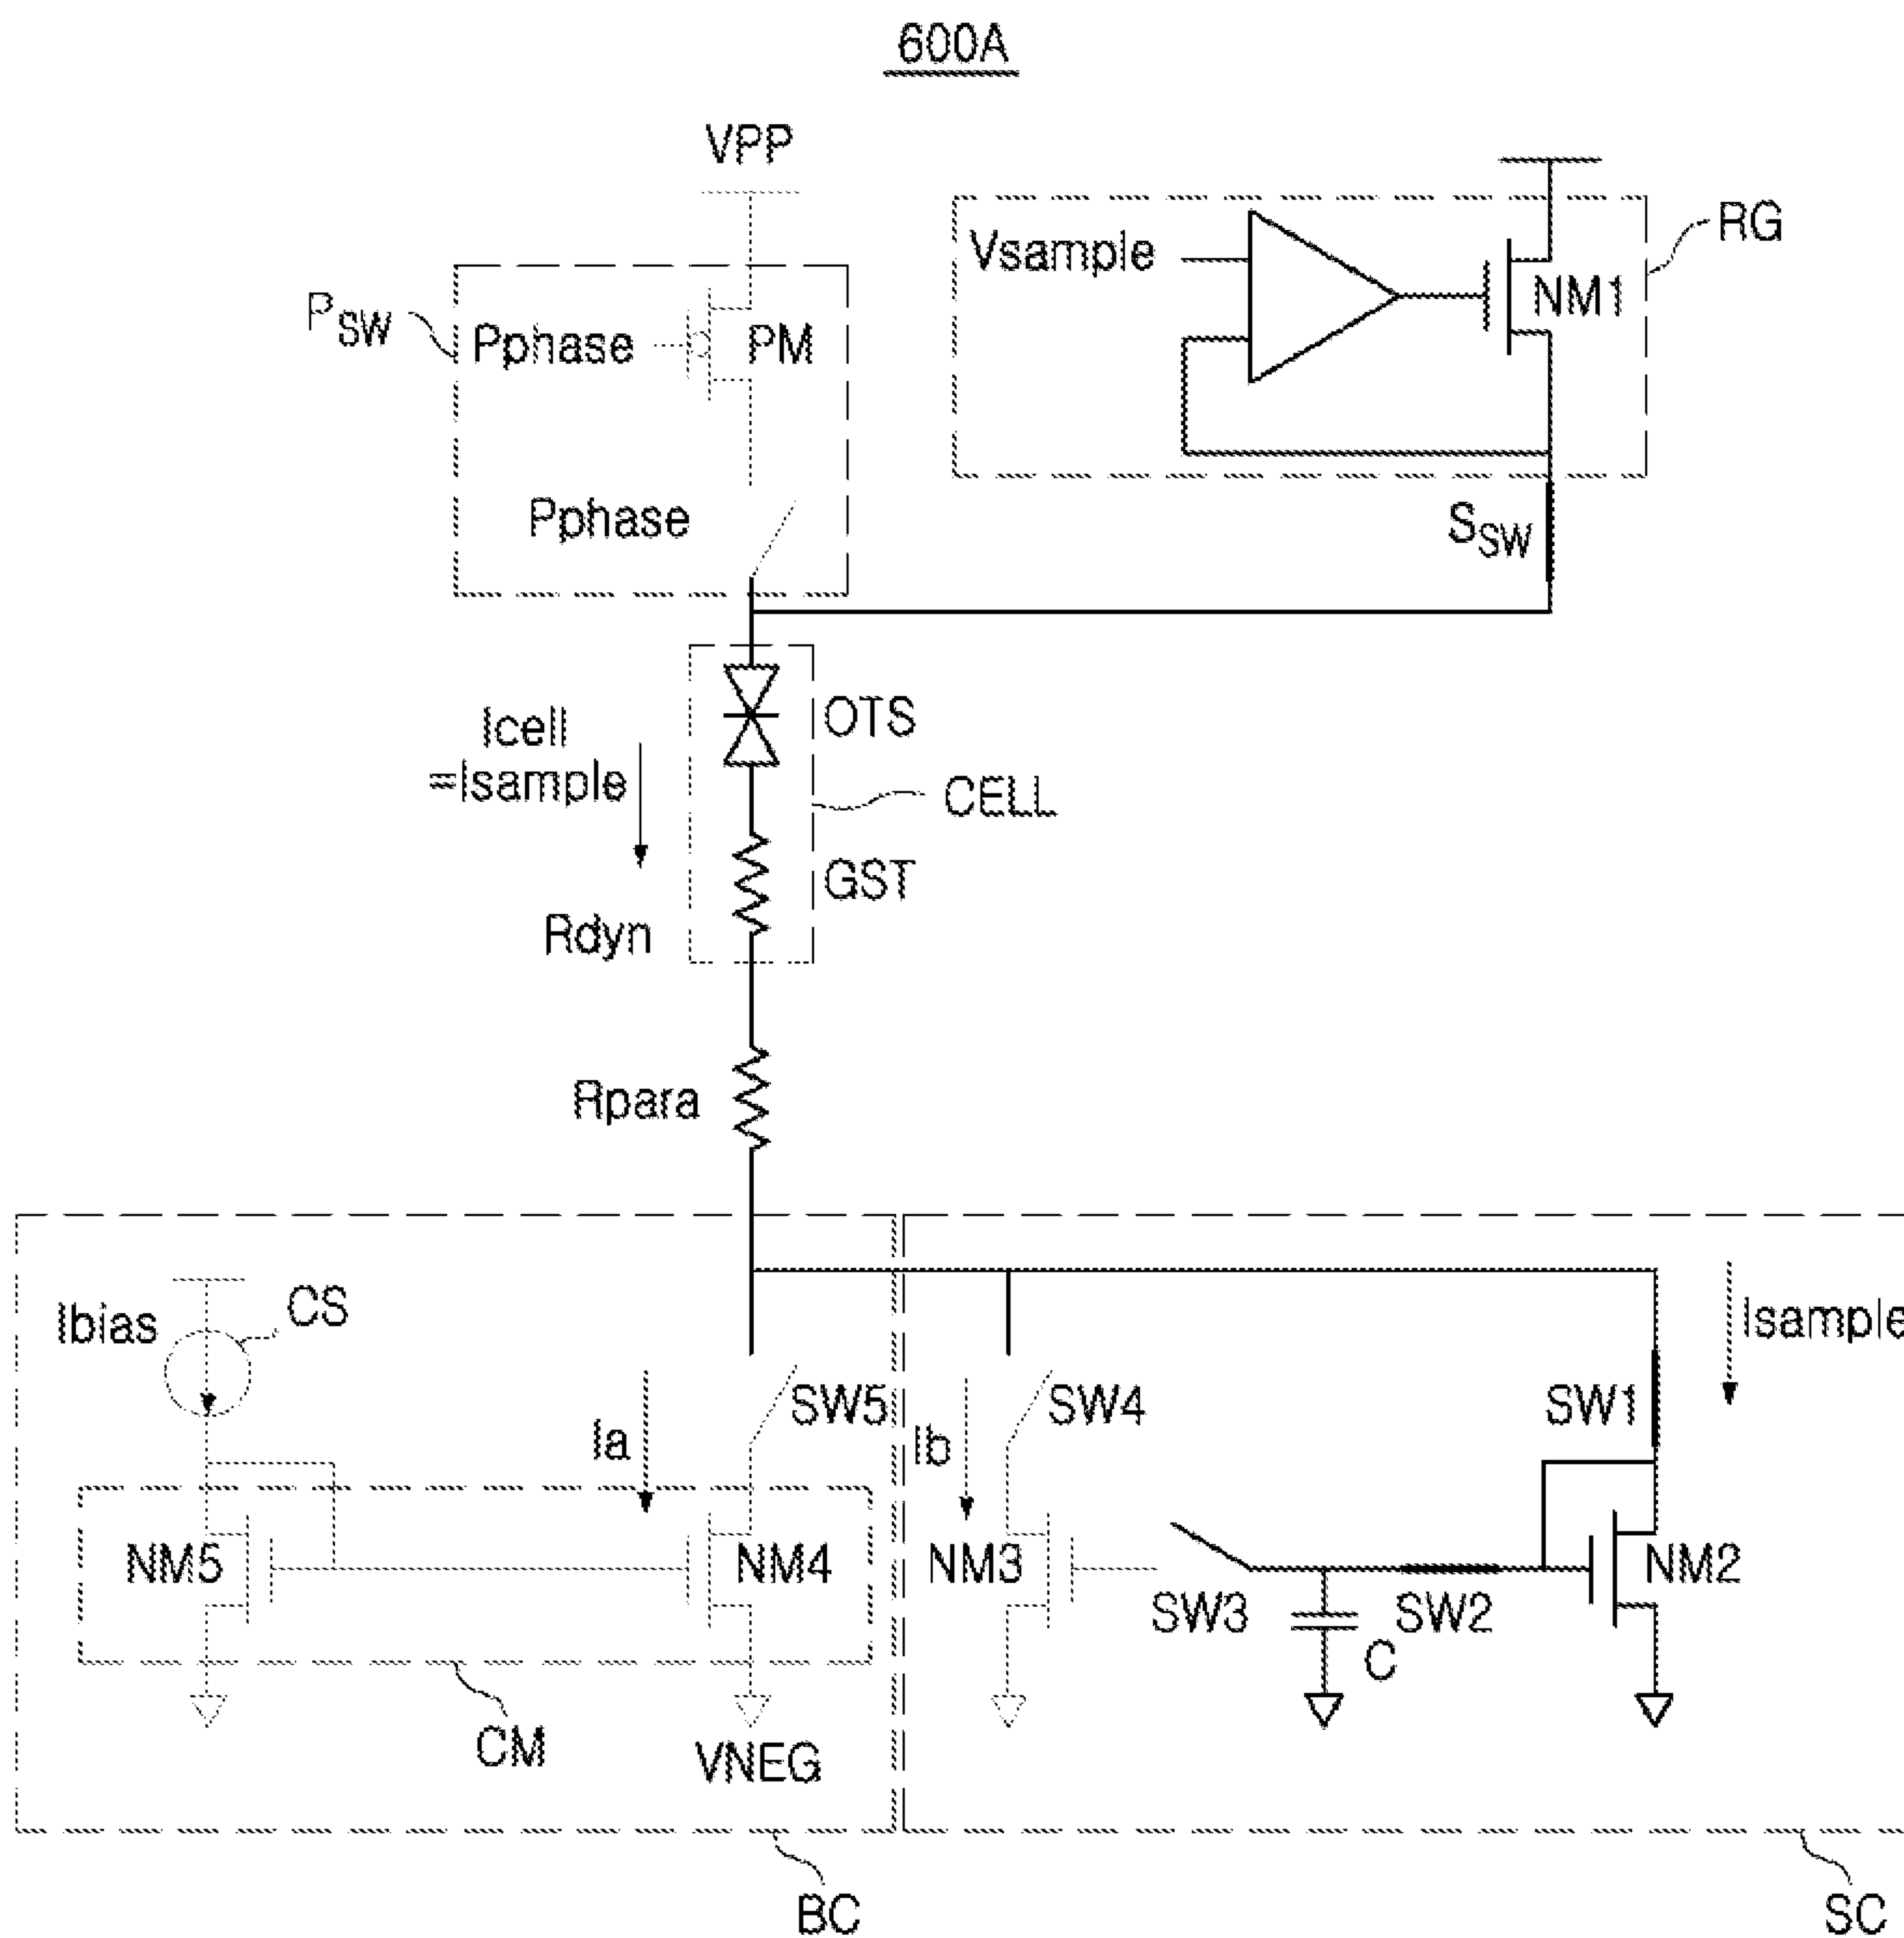 600A
VPP
Vsample
NM1
RG
PSW
Pphase
PM
Pphase
SSW
Icell
=Isample
OTS
CELL
GST
Rdyn
Rpara
Ibias
CS
Ia
SW5
Ib
SW4
SW1
Isample
NM5
NM4
NM3
SW3
SW2
NM2
C
CM
VNEG
BC
SC